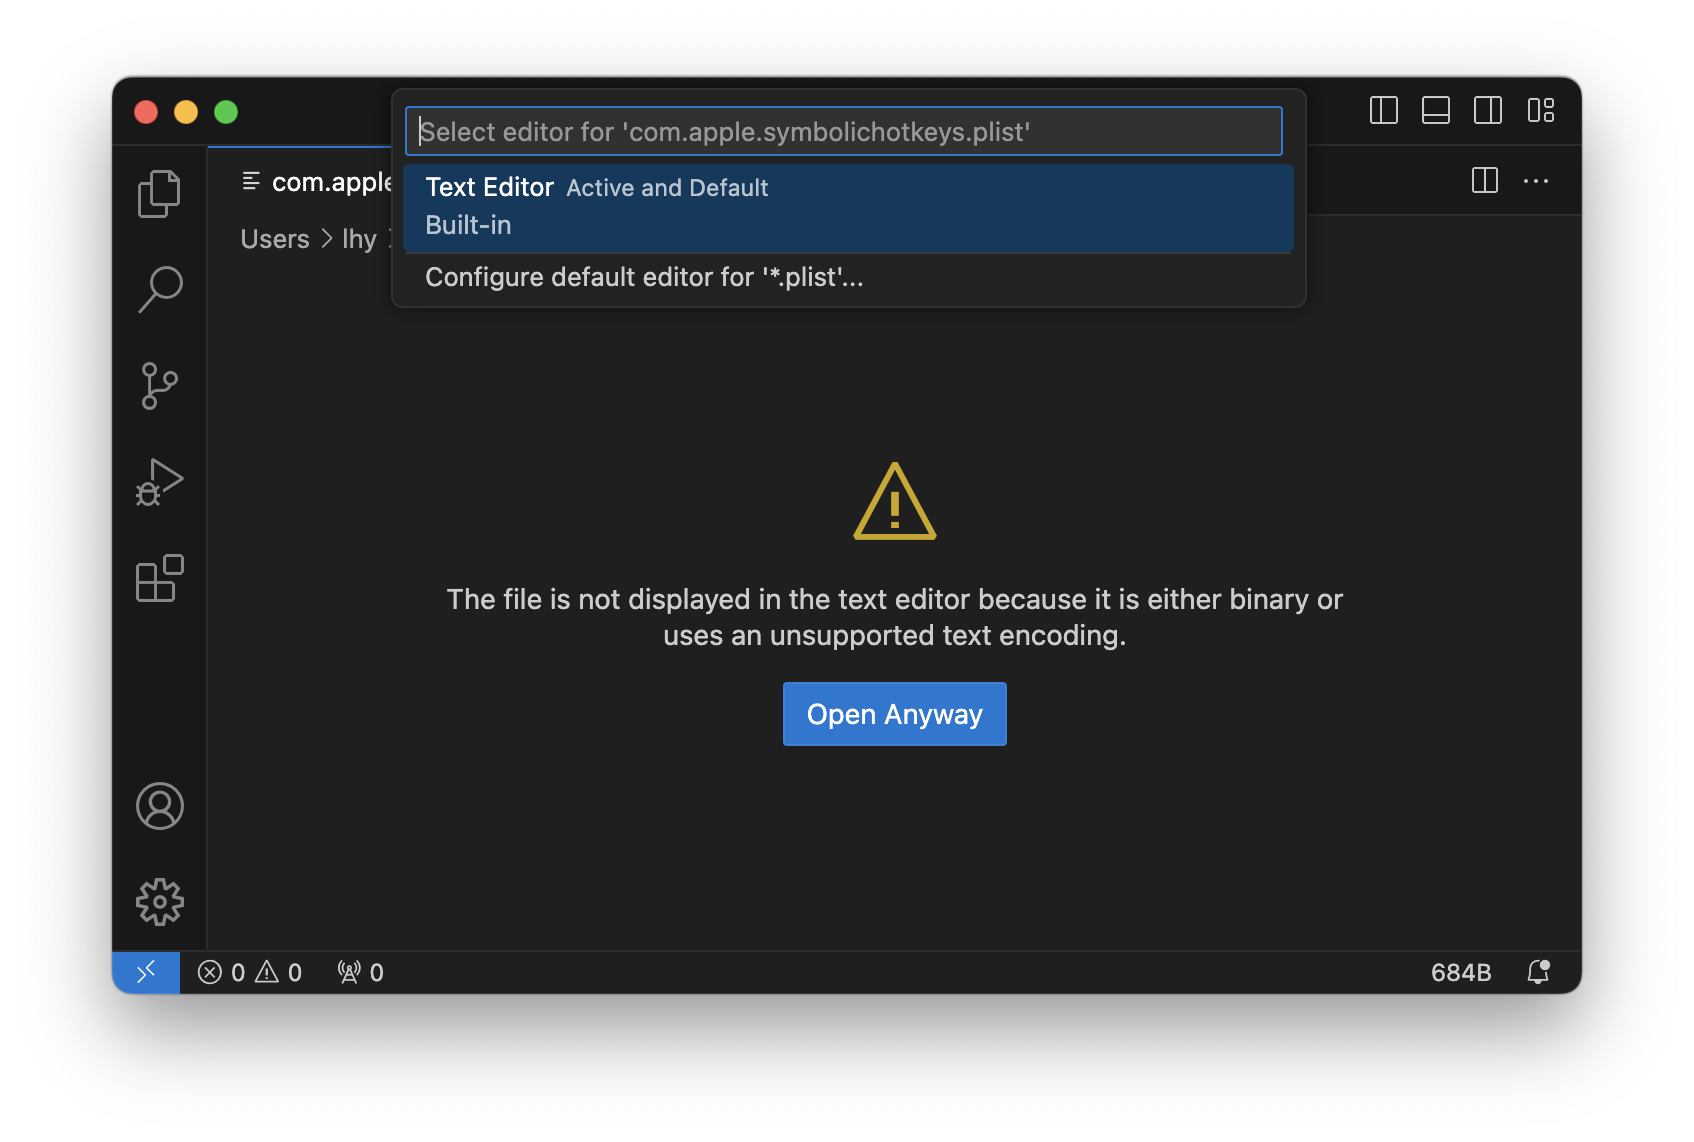 Select editor for 'com.apple.symbolichotkeys.plist'
com.apple
Text Editor Active and Default
Built-in
Users > lhy
Configure default editor for '*.plist'...
The file is not displayed in the text editor because it is either binary or
uses an unsupported text encoding.
Open Anyway
0 0 0 684B